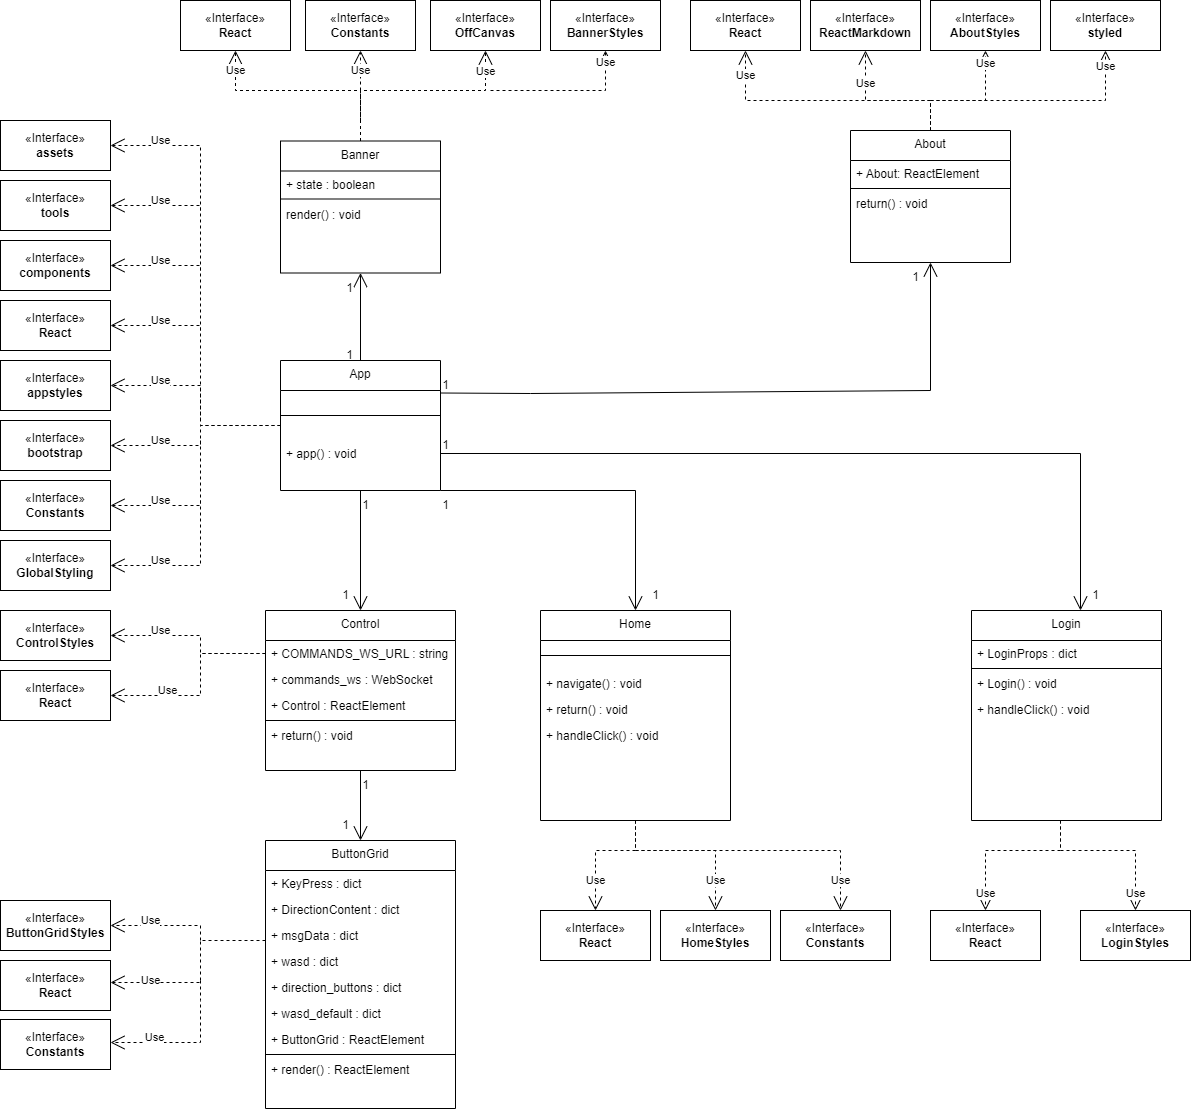 «Interface»
React
«Interface»
Constants
«Interface»
OffCanvas
«Interface»
BannerStyles
«Interface»
React
«Interface»
ReactMarkdown
«Interface»
AboutStyles
«Interface»
styled
Use
Use
Use
Use
Use
Use
Use
Use
Banner
+ state : boolean
render() : void
About
+ About: ReactElement
return() : void
«Interface»
assets
Use
«Interface»
tools
Use
«Interface»
components
Use
«Interface»
React
Use
«Interface»
appstyles
Use
«Interface»
bootstrap
Use
«Interface»
Constants
Use
«Interface»
GlobalStyling
Use
1
1
1
1
App
+ app() : void
1
1
1
1
1
1
Control
+ COMMANDS_WS_URL : string
+ commands_ws : WebSocket
+ Control : ReactElement
+ return() : void
«Interface»
ControlStyles
Use
«Interface»
React
Use
Home
+ navigate() : void
+ return() : void
+ handleClick() : void
Login
+ LoginProps : dict
+ Login() : void
+ handleClick() : void
1
1
ButtonGrid
+ KeyPress : dict
+ DirectionContent : dict
+ msgData : dict
+ wasd : dict
+ direction_buttons : dict
+ wasd_default : dict
+ ButtonGrid : ReactElement
+ render() : ReactElement
«Interface»
ButtonGridStyles
Use
«Interface»
React
Use
«Interface»
Constants
Use
Use
Use
Use
«Interface»
React
«Interface»
HomeStyles
«Interface»
Constants
Use
Use
«Interface»
React
«Interface»
LoginStyles